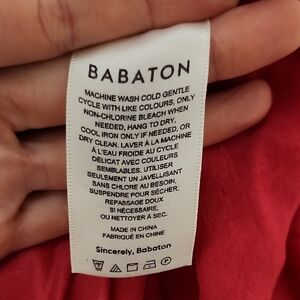 BABATON
MACHINE WASH COLD GENTLE
CYCLE WITH LIKE COLOURS, ONLY
NON-CHLORINE BLEACH WHEN
NEEDED, HANG TO DRY,
COOL IRON ONLY IF NEEDED, OR
DRY CLEAN. LAVER À LA MACHINE
À L'EAU FROIDE AU CYCLE
DÉLICAT AVEC COULEURS
SEMBLABLES, UTILISER
SEULEMENT UN JAVELLISANT
SANS CHLORE AU BESOIN,
SUSPENDRE POUR SÉCHER,
REPASSAGE DOUX
SI NÉCESSAIRE,
OU NETTOYER À SEC.
MADE IN CHINA
FABRIQUÉ EN CHINE
Sincerely, Babaton